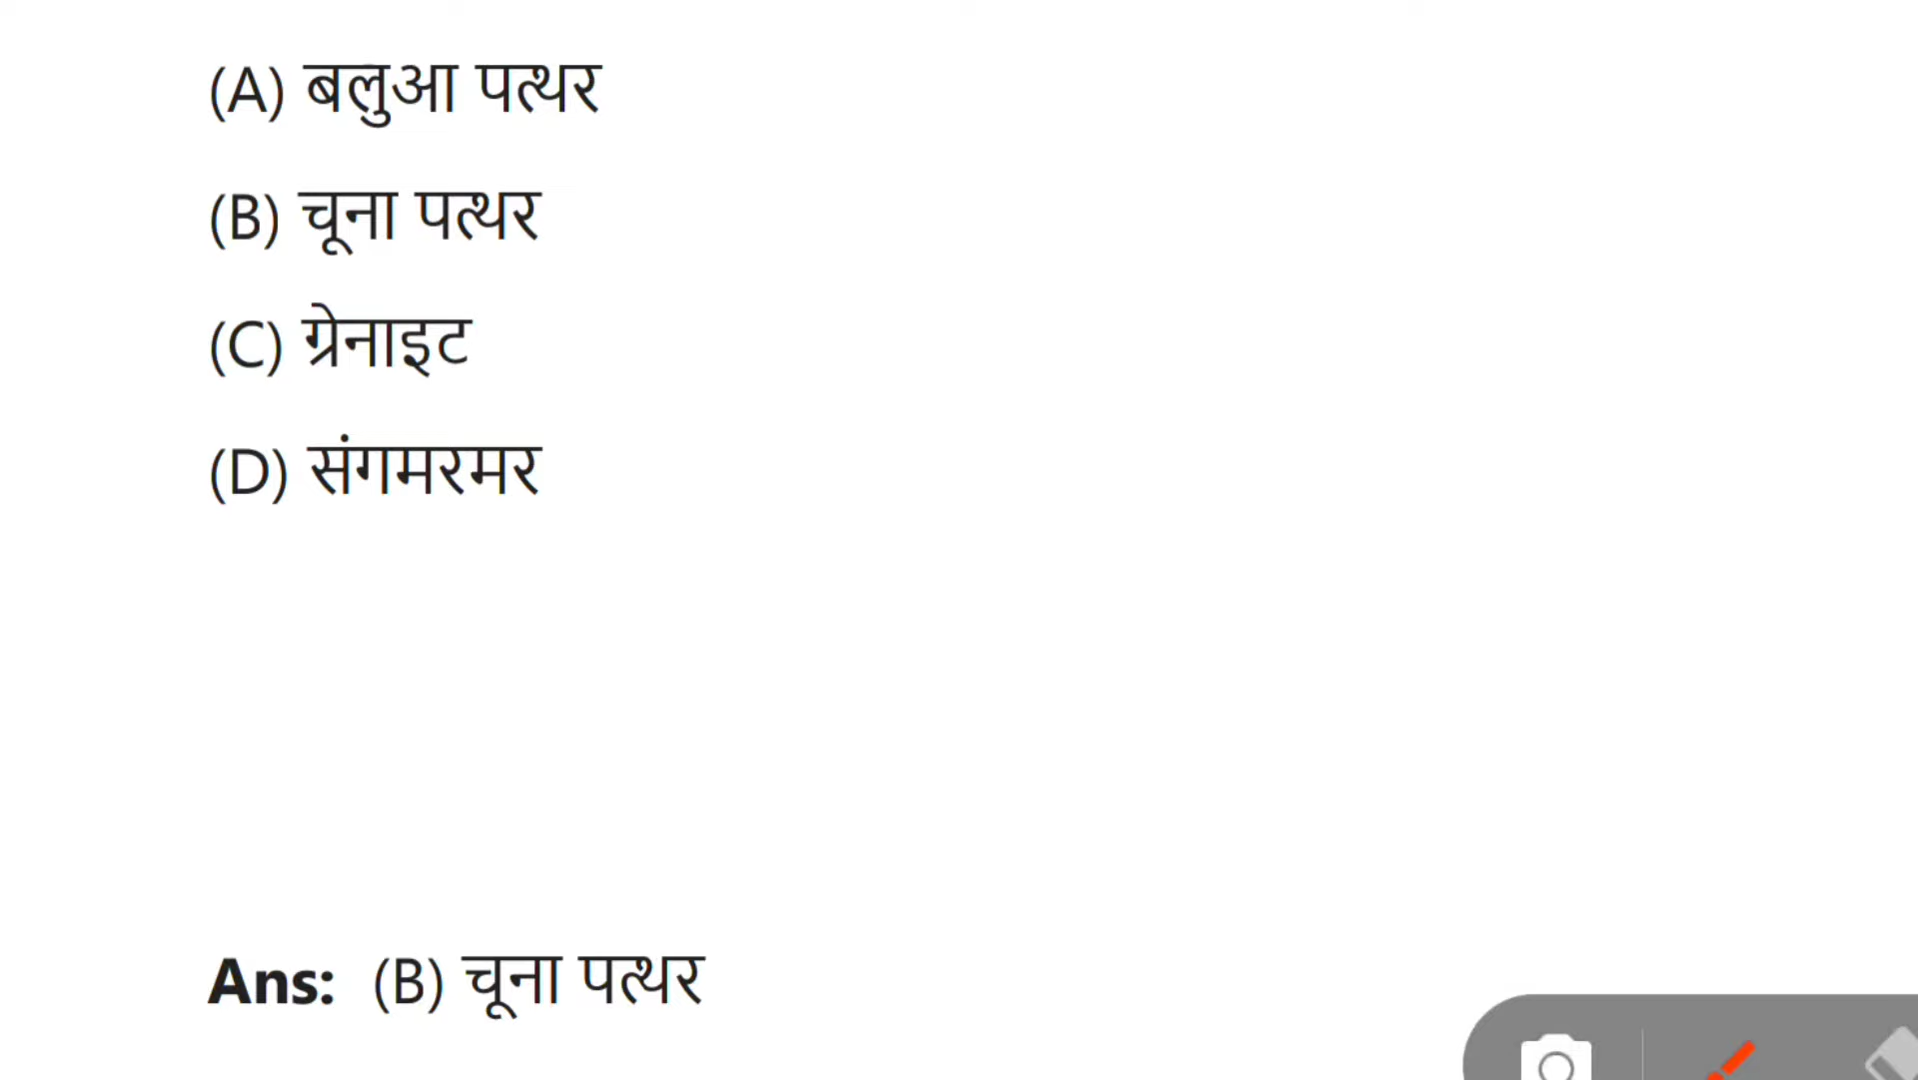 (A) बलुआ पत्थर
(B) चूना पत्थर
(C) ग्रेनाइट
(D) संगमरमर
Ans: (B) चूना पत्थर